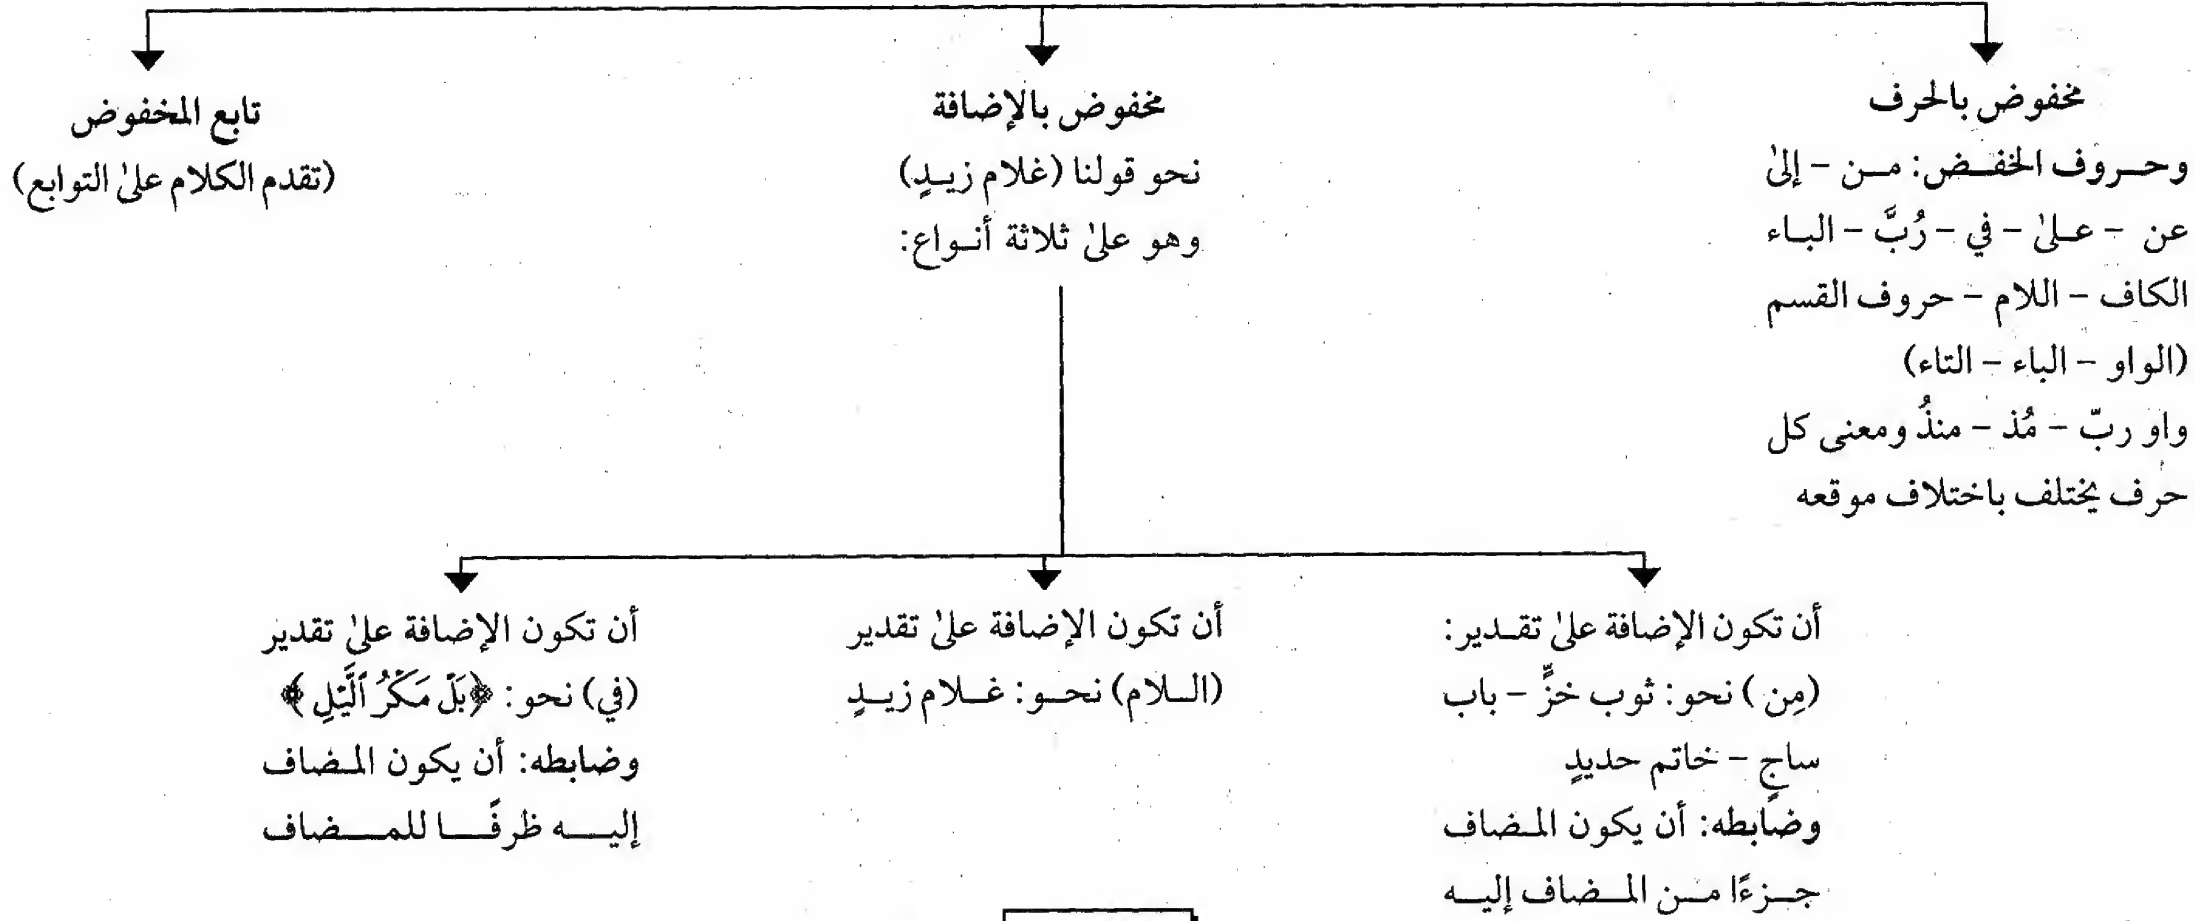 مخفوض بالحرف
وحروف الخفض: من – إلىٰ
عن – علىٰ – في – رُبَّ – الباء
الكاف – اللام – حروف القسم
(الواو – الباء – التاء)
واو ربّ – مُذ – منذُ ومعنى كل
حرف يختلف باختلاف موقعه
مخفوض بالإضافة
نحو قولنا (غلام زيدٍ)
وهو علىٰ ثلاثة أنواع:
تابع المخفوض
(تقدم الكلام علىٰ التوابع)
أن تكون الإضافة علىٰ تقدير:
(مِن) نحو: ثوب خزٍّ – باب
ساجٍ – خاتم حديدٍ
وضابطه: أن يكون المضاف
جزءًا من المضاف إليه
أن تكون الإضافة علىٰ تقدير
(اللام) نحو: غلام زيدٍ
أن تكون الإضافة علىٰ تقدير
(في) نحو: ﴿بَلْ مَكْرُ ٱلَّيْلِ﴾
وضابطه: أن يكون المضاف
إليه ظرفًا للمضاف